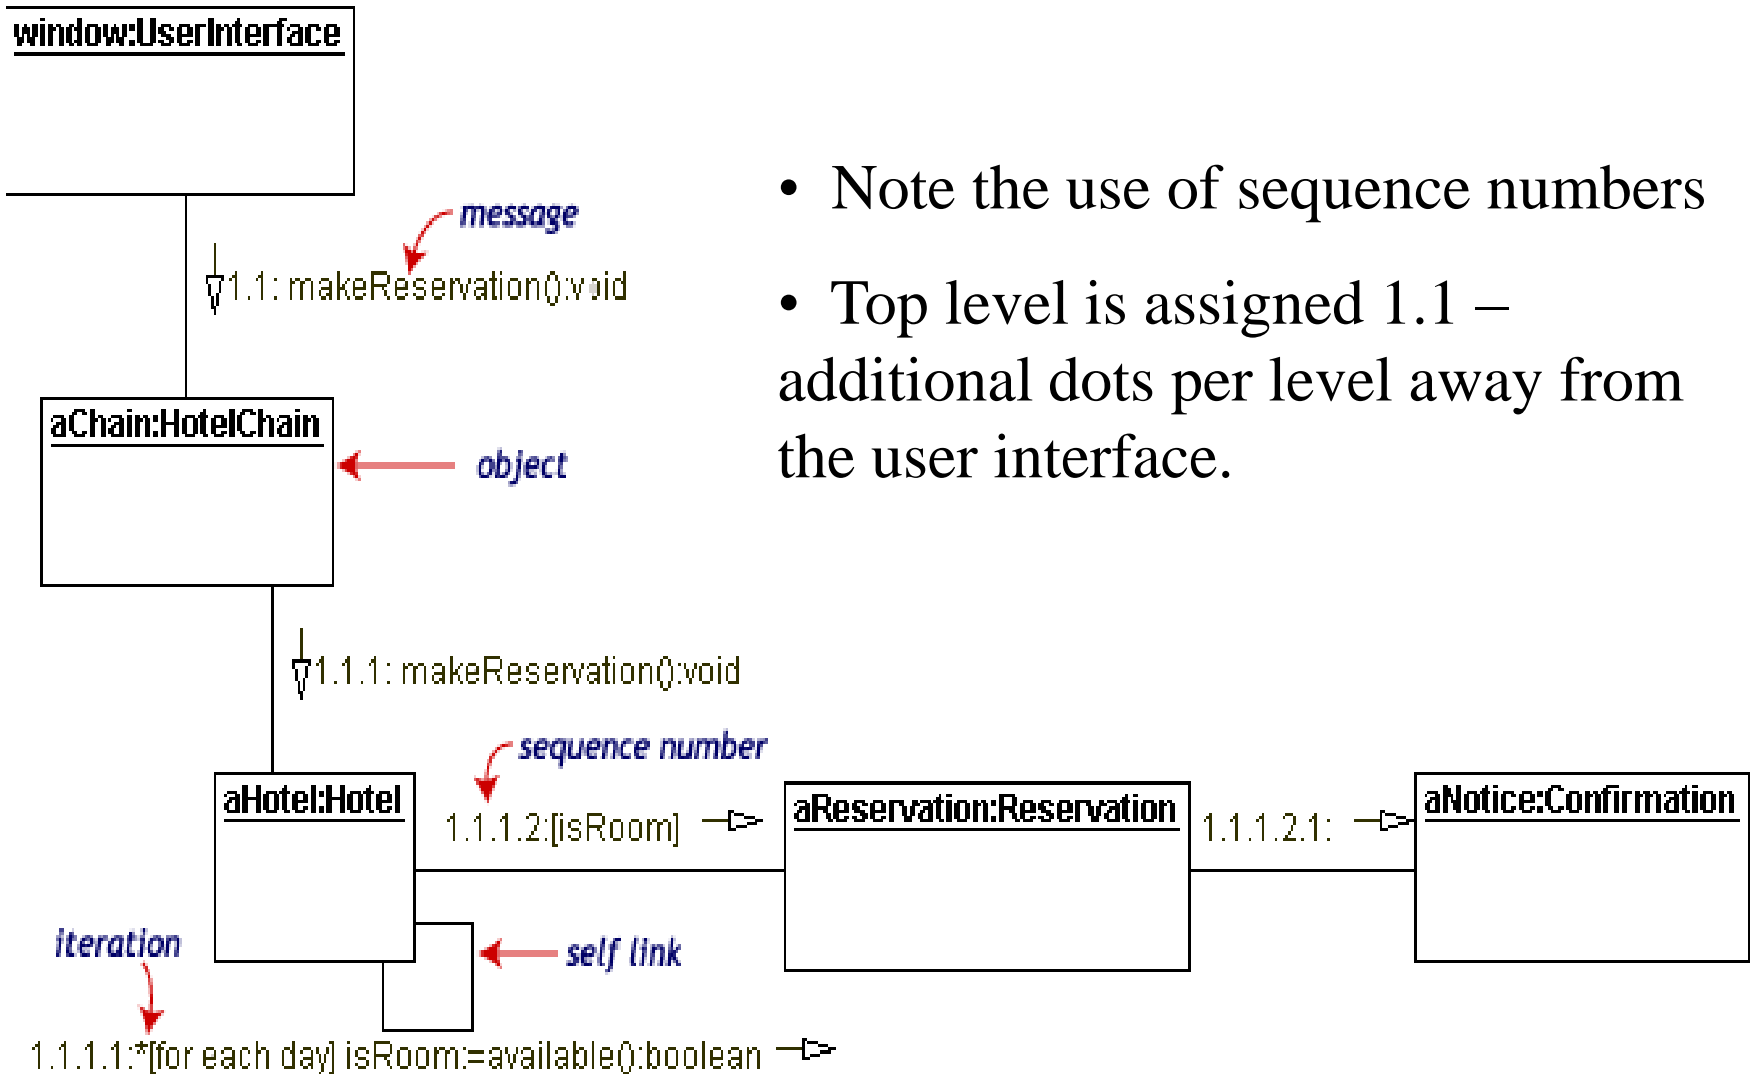 window:UserInterface
message
1.1: makeReservation():void
• Note the use of sequence numbers
• Top level is assigned 1.1 –
additional dots per level away from
the user interface.
aChain:HotelChain
object
1.1.1: makeReservation():void
sequence number
aHotel:Hotel
1.1.1.2:[isRoom]
aReservation:Reservation
1.1.1.2.1:
aNotice:Confirmation
iteration
self link
1.1.1.1:*[for each day] isRoom:=available():boolean